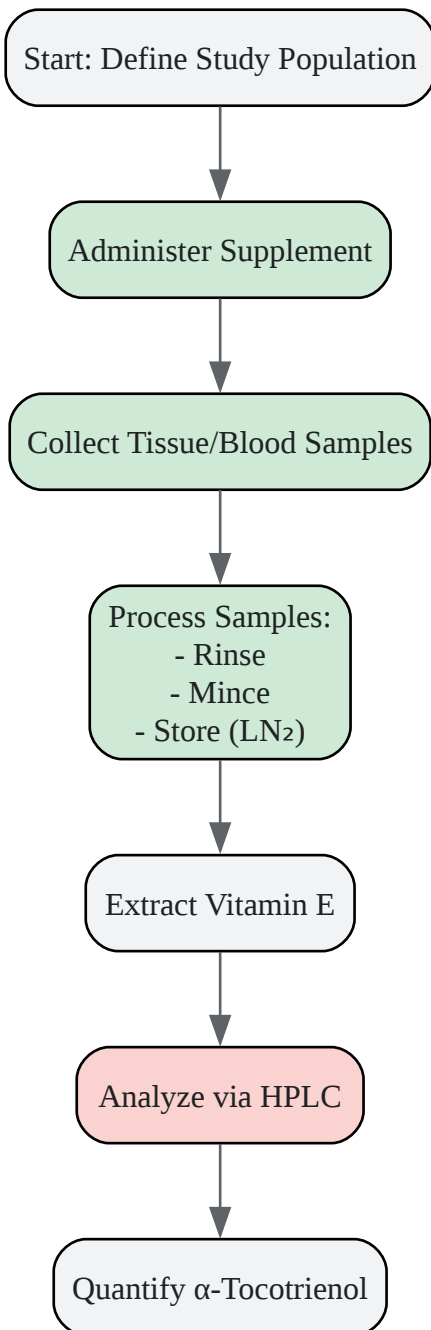 Start: Define Study Population
Administer Supplement
Collect Tissue/Blood Samples
Process Samples:
- Rinse
- Mince
- Store (LN₂)
Extract Vitamin E
Analyze via HPLC
Quantify α-Tocotrienol